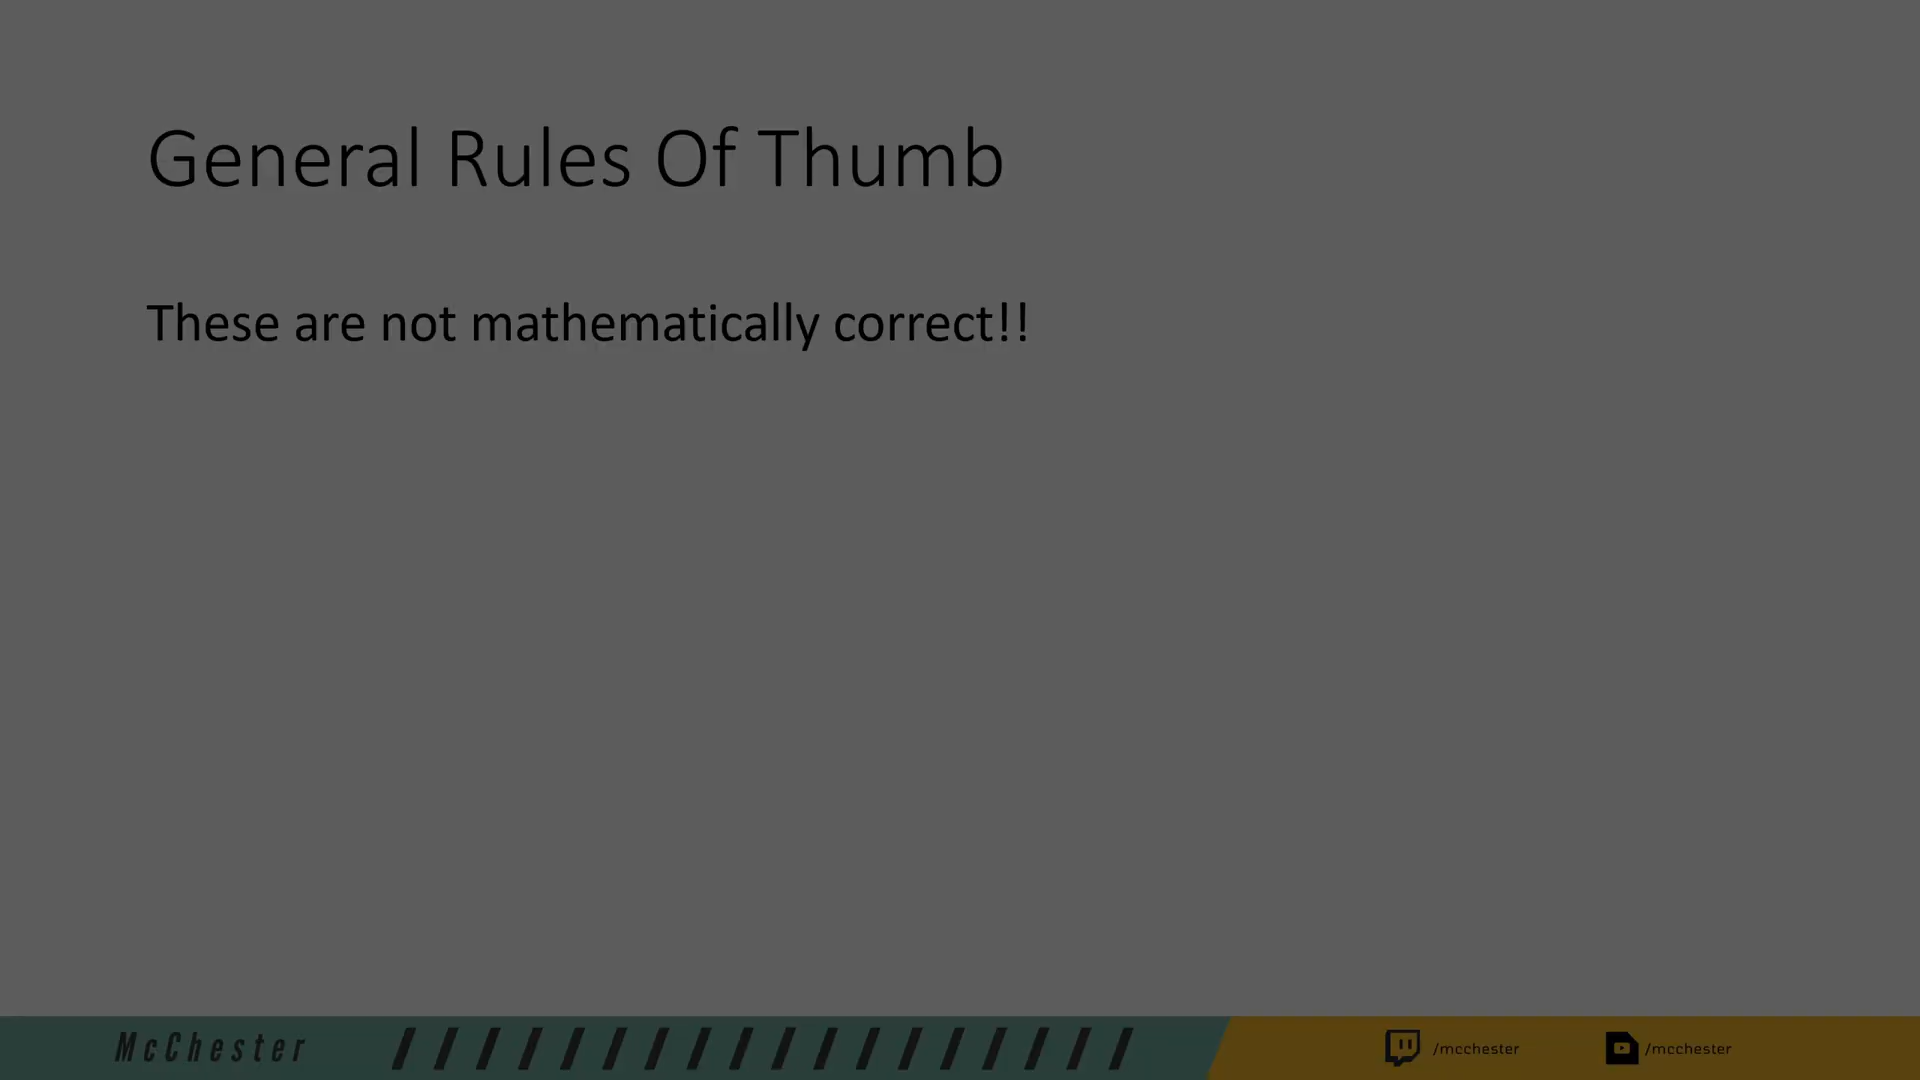 General Rules Of Thumb
These are not mathematically correct!!
McChester
/mcchester
/mcchester